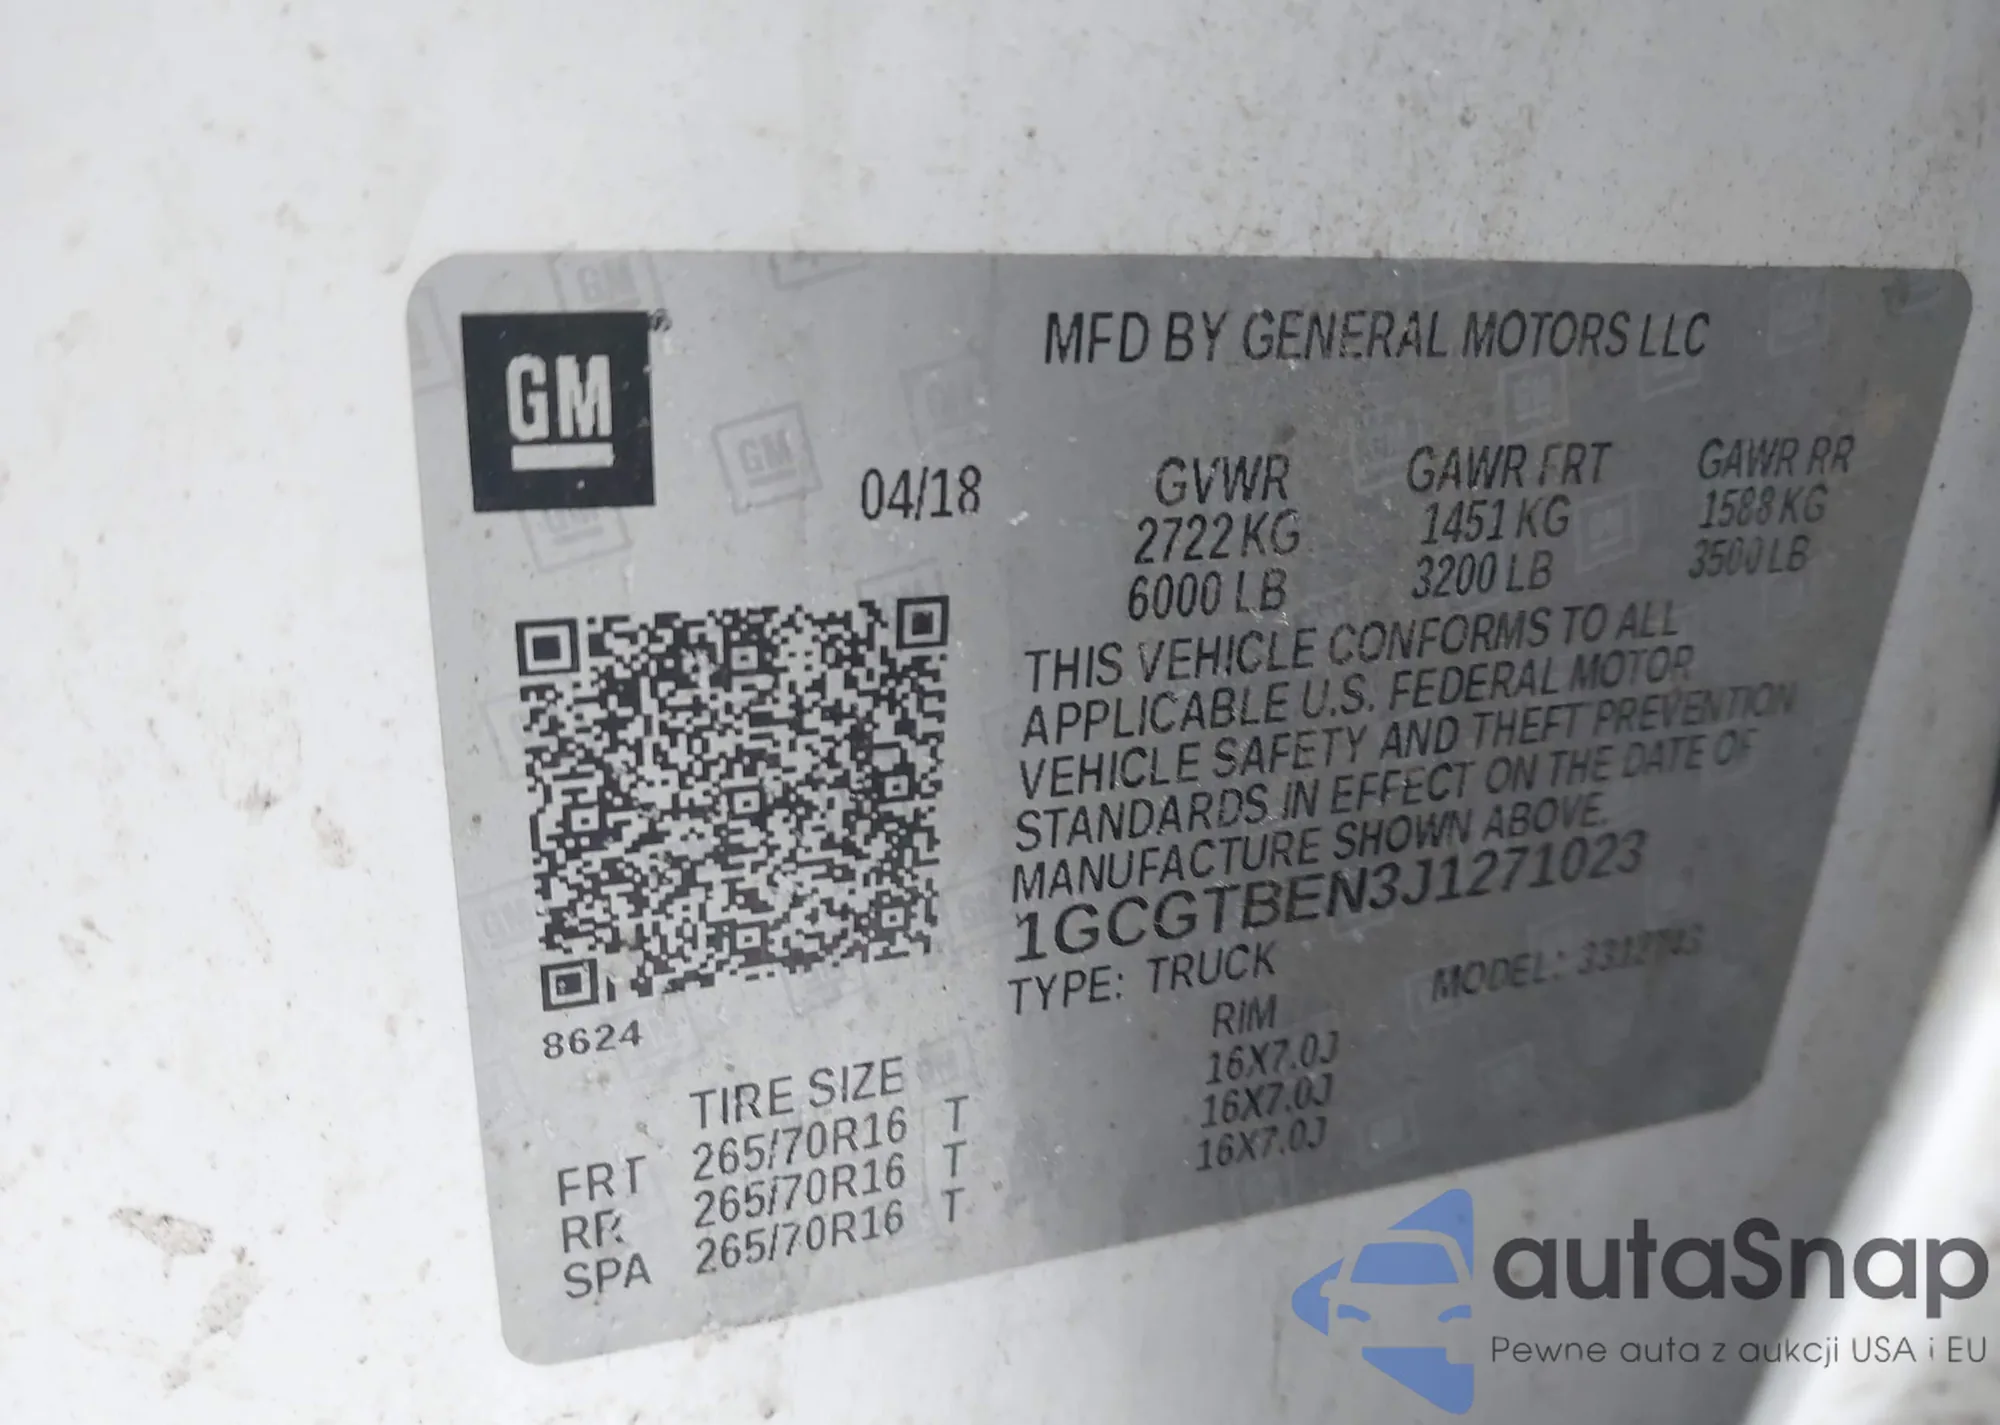 GM
MFD BY GENERAL MOTORS LLC
04/18
GVWR GAWR FRT GAWR RR
2722 KG 1451 KG 1588 KG
6000 LB 3200 LB 3500 LB
THIS VEHICLE CONFORMS TO ALL
APPLICABLE U.S. FEDERAL MOTOR
VEHICLE SAFETY AND THEFT PREVENTION
STANDARDS IN EFFECT ON THE DATE OF
MANUFACTURE SHOWN ABOVE.
1GCGTBEN3J1271023
TYPE: TRUCK MODEL:
8624
TIRE SIZE RIM
FRT 265/70R16 T 16X7.0J
RR 265/70R16 T 16X7.0J
SPA 265/70R16 T 16X7.0J
autaSnap
Pewne auta z aukcji USA i EU